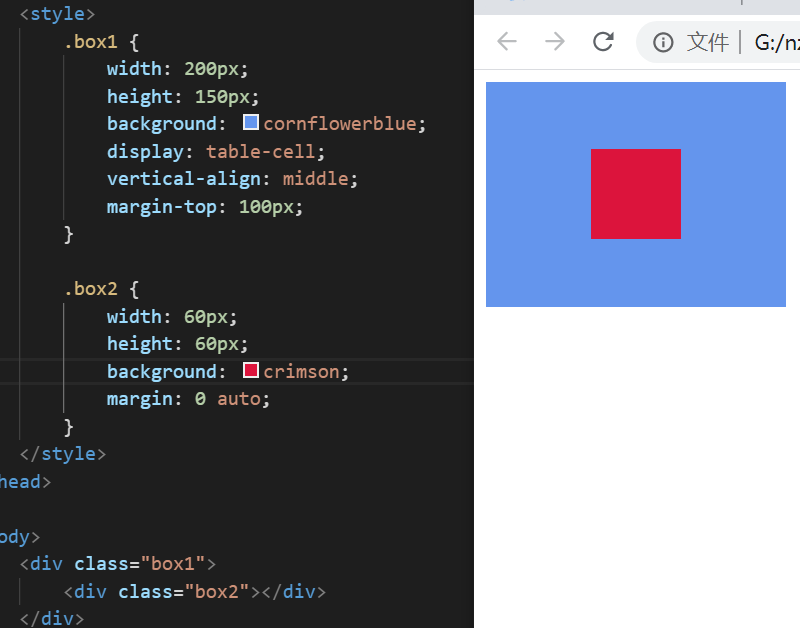 <style>
.box1 {
width: 200px;
height: 150px;
background: cornflowerblue;
display: table-cell;
vertical-align: middle;
margin-top: 100px;
}
.box2 {
width: 60px;
height: 60px;
background: crimson;
margin: 0 auto;
}
</style>
head>
ody>
<div class="box1">
<div class="box2"></div>
</div>
文件 G:/nz